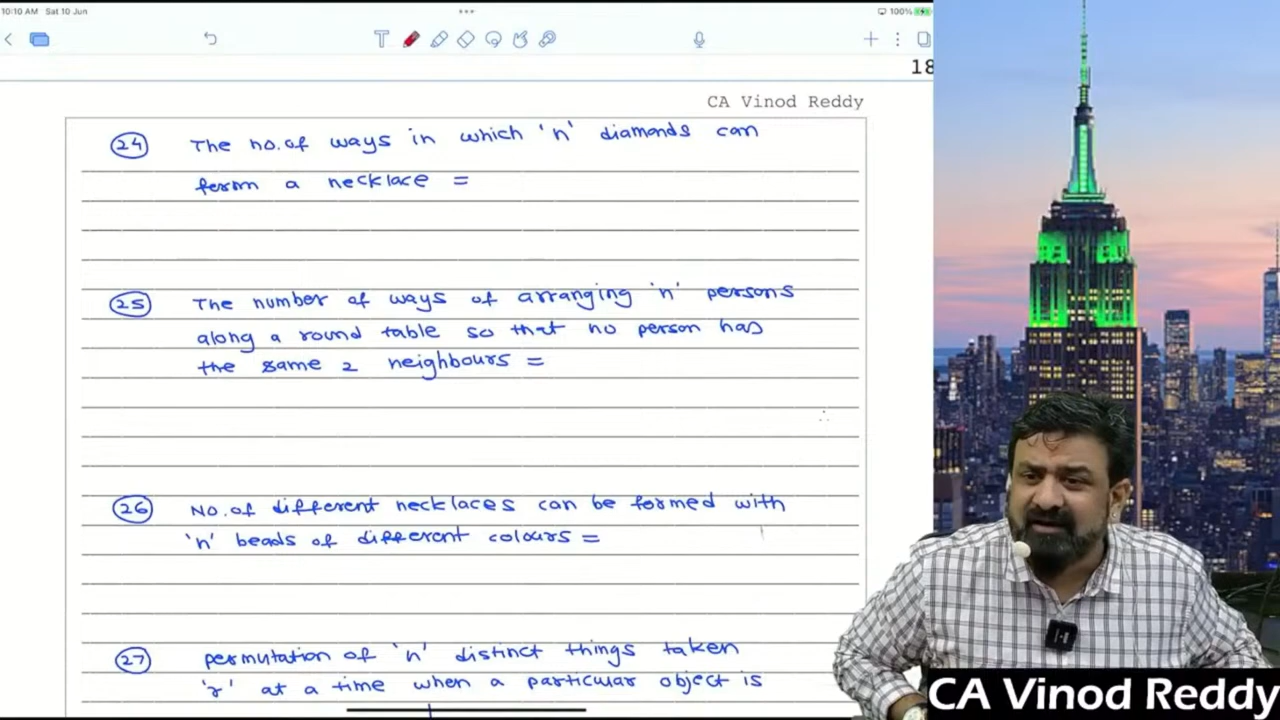 10:10 AM Sat 10 Jun
100%
T
18
CA Vinod Reddy
24 The no. of ways in which 'n' diamonds can
form a necklace =
25 The number of ways of arranging 'n' persons
along a round table so that no person has
the same 2 neighbours =
26 No. of different necklaces can be formed with
'n' beads of different colours =
27 permutation of 'n' distinct things taken
'r' at a time when a particular object is
CA Vinod Reddy